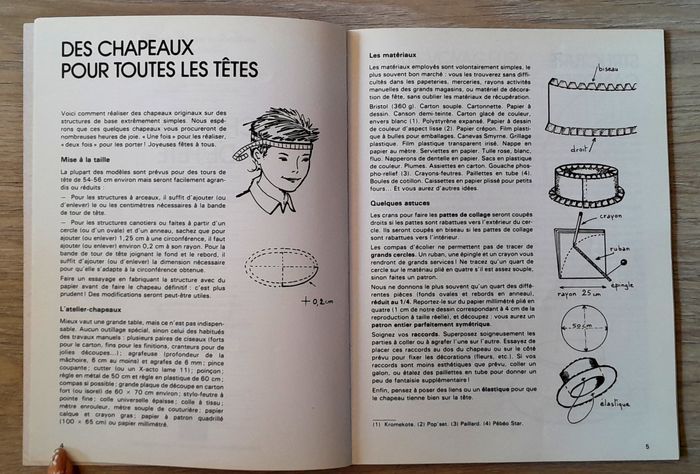 DES CHAPEAUX
POUR TOUTES LES TÊTES
Voici comment réaliser des chapeaux originaux sur des
structures de base extrêmement simples. Nous espé-
rons que ces quelques chapeaux vous procureront de
nombreuses heures de joie. « Une fois » pour les réaliser,
« deux fois » pour les porter ! Joyeuses fêtes à tous.
Mise à la taille
La plupart des modèles sont prévus pour des tours de
tête de 54-56 cm environ mais seront facilement agran-
dis ou réduits :
— Pour les structures à arceaux, il suffit d'ajouter (ou
d'enlever) le ou les centimètres nécessaires à la bande
de tour de tête.
— Pour les structures canotiers ou faites à partir d'un
cercle (ou d'un ovale) et d'un anneau, sachez que pour
ajouter (ou enlever) 1,25 cm à une circonférence, il faut
ajouter (ou enlever) environ 0,2 cm à son rayon. Pour la
bande de tour de tête joignant le fond et le rebord, il
suffit d'ajouter (ou d'enlever) la dimension nécessaire
pour qu'elle s'adapte à la circonférence obtenue.
Faire un essayage en fabriquant la structure avec du
papier avant de faire le chapeau définitif : c'est plus
prudent ! Des modifications seront peut-être utiles.
L'atelier-chapeaux
Mieux vaut une grande table, mais ce n'est pas indispen-
sable. Aucun outillage spécial, sinon celui des habitués
des travaux manuels : plusieurs paires de ciseaux (forts
pour le carton, fins pour les finitions, cranteurs pour de
jolies découpes...) ; agrafeuse (profondeur de la
mâchoire, 6 cm au moins) et agrafes de 6 mm ; pince
coupante ; cutter (ou un X-acto lame 11) ; poinçon ;
réglet en métal de 50 cm et règle en plastique de 60 cm ;
compas si possible ; grande plaque de découpe en carton
fort (ou isorel) de 60 × 70 cm environ ; stylo-feutre à
pointe fine ; colle universelle épaisse ; colle à tissu ;
mètre enrouleur, mètre souple de couturière ; papier
calque et crayon gras ; papier à patron quadrillé
(100 × 65 cm) ou papier millimétré.
+ 0,2 cm
4
Les matériaux
Les matériaux employés sont volontairement simples, le
plus souvent bon marché : vous les trouverez sans diffi-
cultés dans les papeteries, merceries, rayons activités
manuelles des grands magasins, ou matériel de décora-
tion de fête, sans oublier les matériaux de récupération.
Bristol (360 g). Carton souple. Cartonnette. Papier à
dessin. Canson demi-teinte. Carton glacé de couleur,
envers blanc (1). Polystyrène expansé. Papier à dessin
de couleur d'aspect lisse (2). Papier crépon. Film plasti-
que à bulles pour emballages. Canevas Smyrne. Grillage
plastique. Film plastique transparent irisé. Nappe en
papier au mètre. Serviettes en papier. Tulle rose, blanc,
fluo. Napperons de dentelle en papier. Sacs en plastique
de couleur. Plumes. Assiettes en carton. Gouache phos-
pho-relief (3). Crayons-feutres. Paillettes en tube (4).
Boules de cotillon. Caissettes en papier plissé pour petits
fours... Et vous aurez d'autres idées.
Quelques astuces
Les crans pour faire les pattes de collage seront coupés
droits si les pattes sont rabattues vers l'extérieur du cer-
cle. Ils seront coupés en biseau si les pattes de collage
sont rabattues vers l'intérieur.
Les compas d'écolier ne permettent pas de tracer de
grands cercles. Un ruban, une épingle et un crayon vous
rendront de grands services ! Ne tracez qu'un quart de
cercle sur le matériau plié en quatre s'il est assez souple,
sinon faites un patron.
Nous ne donnons le plus souvent qu'un quart des diffé-
rentes pièces (fonds ovales et rebords en anneau),
réduit au 1/4. Reportez-le sur du papier millimétré plié en
quatre (1 cm de notre dessin correspondant à 4 cm de la
reproduction à taille réelle), et découpez : vous aurez un
patron entier parfaitement symétrique.
Soignez vos raccords. Superposez soigneusement les
parties à coller ou à agrafer l'une sur l'autre. Essayez de
placer ces raccords au dos du chapeau ou sur le côté
prévu pour fixer les décorations (fleurs, etc.). Si vos
raccords sont moins esthétiques que prévu, coller un
galon, ou étalez des paillettes en tube pour donner un
peu de fantaisie supplémentaire !
Enfin, pensez à poser des liens ou un élastique pour que
le chapeau tienne bien sur la tête.
(1) Kromekote. (2) Pop'set. (3) Paillard. (4) Pébéo Star.
biseau
droit
crayon
ruban
épingle
rayon 25 cm
50 cm
élastique
5